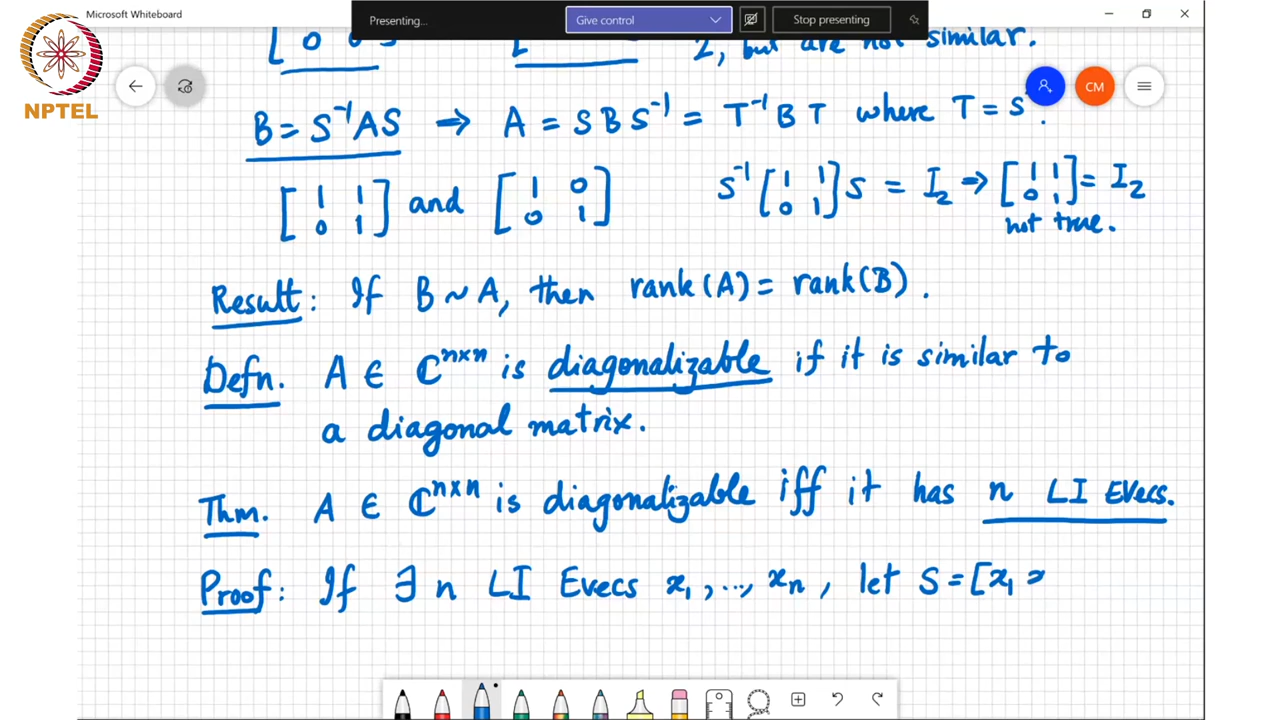 Microsoft Whiteboard
Presenting...
Give control
Stop presenting
NPTEL
CM
[ 0 0 3
2, but are not similar.
B = S⁻¹AS → A = SBS⁻¹ = T⁻¹BT where T = S
[1 1; 0 1] and [1 0; 0 1] S⁻¹ [1 1; 0 1] S = I₂ ⇒ [1 1; 0 1] = I₂
not true.
Result: If B ~ A, then rank(A) = rank(B).
Defn. A ∈ ℂⁿˣⁿ is diagonalizable if it is similar to
a diagonal matrix.
Thm. A ∈ ℂⁿˣⁿ is diagonalizable iff it has n LI Evecs.
Proof: If ∃ n LI Evecs x₁, .., xₙ, let S = [x₁